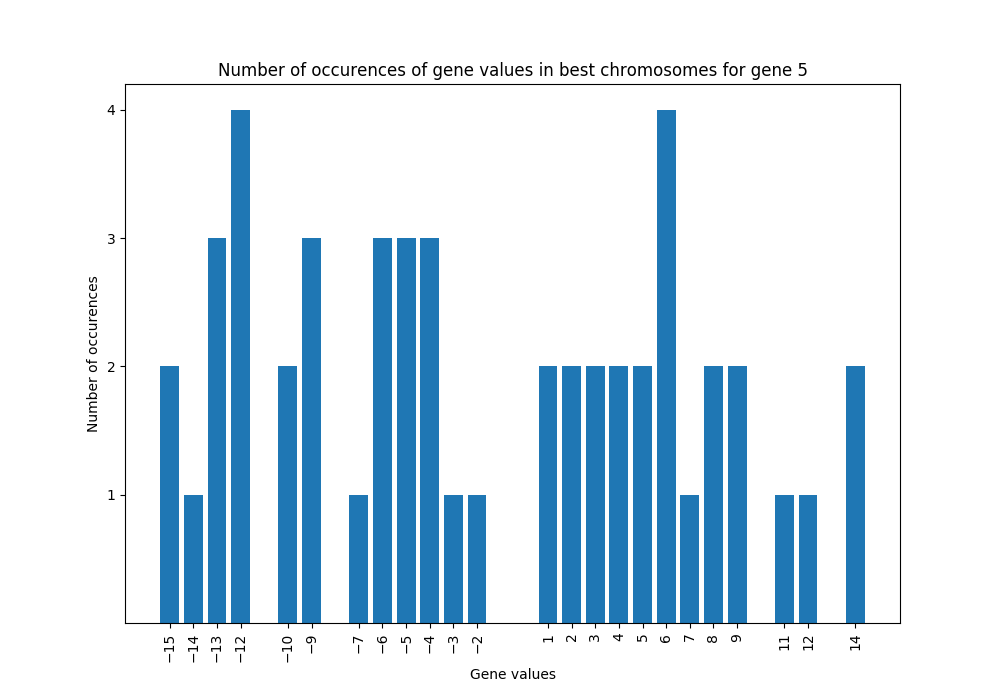 Number of occurences of gene values in best chromosomes for gene 5
4
3
2
1
Number of occurences
−15 −14 −13 −12 −10 −9 −7 −6 −5 −4 −3 −2 1 2 3 4 5 6 7 8 9 11 12 14
Gene values